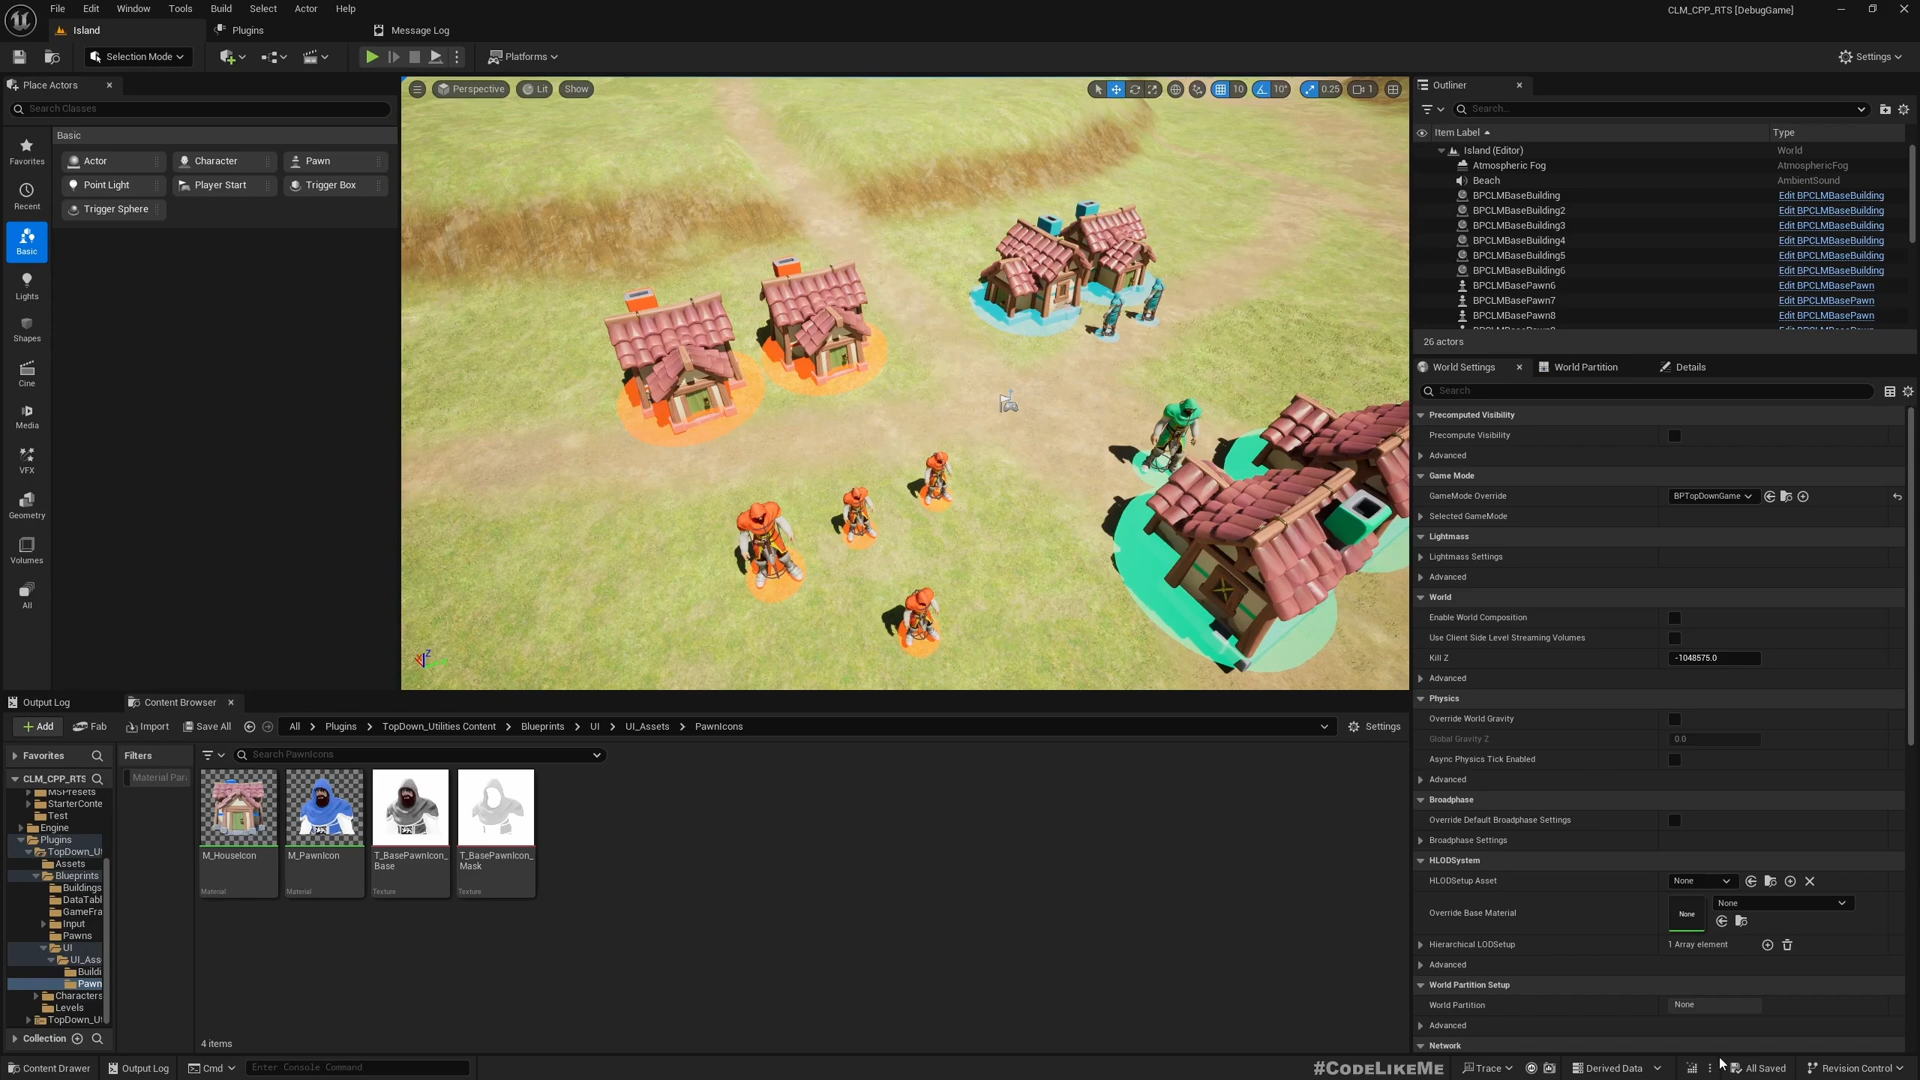 File Edit Window Tools Build Select Actor Help
CLM_CPP_RTS [DebugGame]
Island
Plugins
Message Log
Selection Mode
Platforms
Settings
Place Actors
Search Classes
Basic
Actor
Character
Pawn
Point Light
Player Start
Trigger Box
Trigger Sphere
Favorites
Recent
Basic
Lights
Shapes
Cine
Media
VFX
Geometry
Volumes
All
Perspective
Lit
Show
10
10°
0.25
1
Z
Outliner
Search...
Item Label
Type
Island (Editor) World
Atmospheric Fog AtmosphericFog
Beach AmbientSound
BPCLMBaseBuilding Edit BPCLMBaseBuilding
BPCLMBaseBuilding2 Edit BPCLMBaseBuilding
BPCLMBaseBuilding3 Edit BPCLMBaseBuilding
BPCLMBaseBuilding4 Edit BPCLMBaseBuilding
BPCLMBaseBuilding5 Edit BPCLMBaseBuilding
BPCLMBaseBuilding6 Edit BPCLMBaseBuilding
BPCLMBasePawn6 Edit BPCLMBasePawn
BPCLMBasePawn7 Edit BPCLMBasePawn
BPCLMBasePawn8 Edit BPCLMBasePawn
26 actors
World Settings
World Partition
Details
Search
Precomputed Visibility
Precompute Visibility
Advanced
Game Mode
GameMode Override BPTopDownGame
Selected GameMode
Lightmass
Lightmass Settings
Advanced
World
Enable World Composition
Use Client Side Level Streaming Volumes
Kill Z -1048575.0
Advanced
Physics
Override World Gravity
Global Gravity Z 0.0
Async Physics Tick Enabled
Advanced
Broadphase
Override Default Broadphase Settings
Broadphase Settings
HLODSystem
HLODSetup Asset None
Override Base Material None None
Hierarchical LODSetup 1 Array element
Advanced
World Partition Setup
World Partition None
Advanced
Network
Output Log
Content Browser
Add
Fab
Import
Save All
All Plugins TopDown_Utilities Content Blueprints UI UI_Assets PawnIcons
Settings
Favorites
CLM_CPP_RTS
MSPresets
StarterConte
Test
Engine
Plugins
TopDown_Ut
Assets
Blueprints
Buildings
DataTabl
GameFra
Input
Pawns
UI
UI_Ass
Buildi
Pawn
Characters
Levels
TopDown_Ut
Collection
Filters
Material Par
Search PawnIcons
M_HouseIcon
Material
M_PawnIcon
Material
T_BasePawnIcon_
Base
Texture
T_BasePawnIcon_
Mask
Texture
4 items
Content Drawer
Output Log
Cmd
Enter Console Command
#CodeLikeMe
Trace
Derived Data
All Saved
Revision Control